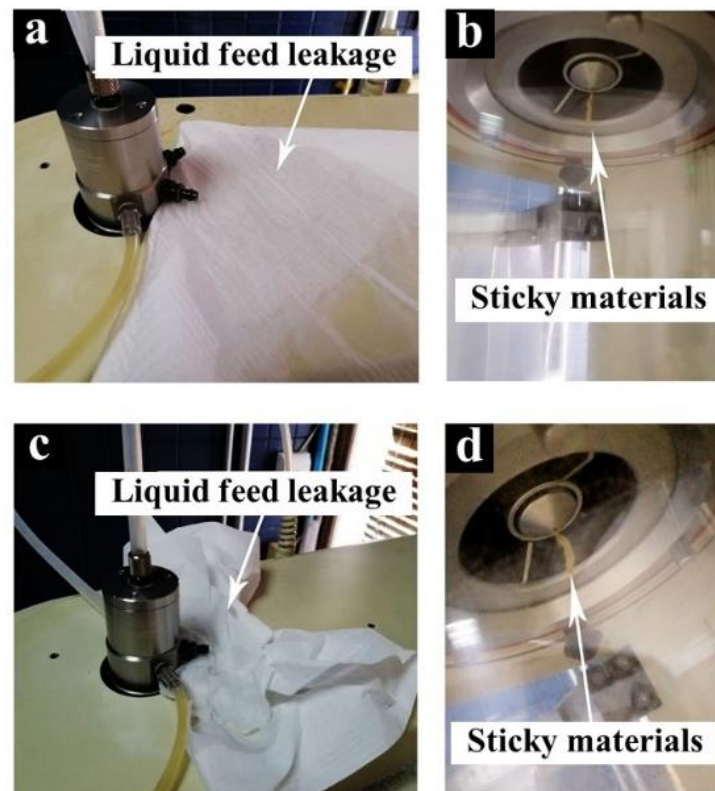 a
Liquid feed leakage
b
Sticky materials
c
Liquid feed leakage
d
Sticky materials